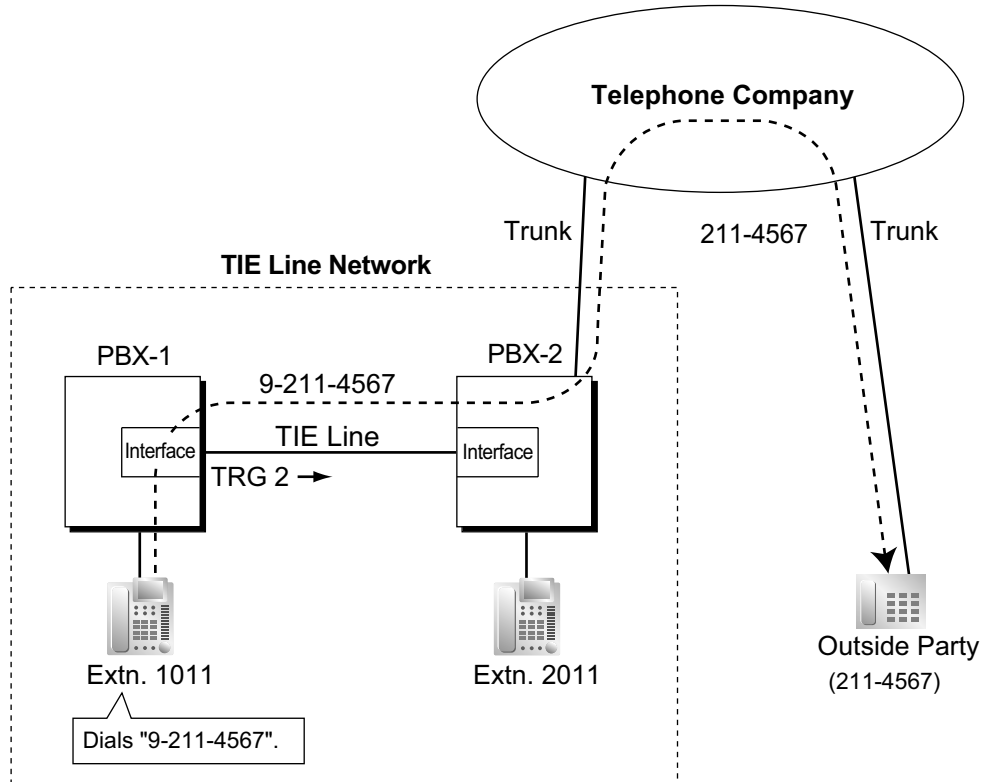 Telephone Company
Trunk
211-4567
Trunk
TIE Line Network
PBX-1
PBX-2
9-211-4567
Interface
TIE Line
Interface
TRG 2
Extn. 1011
Extn. 2011
Outside Party
(211-4567)
Dials "9-211-4567".